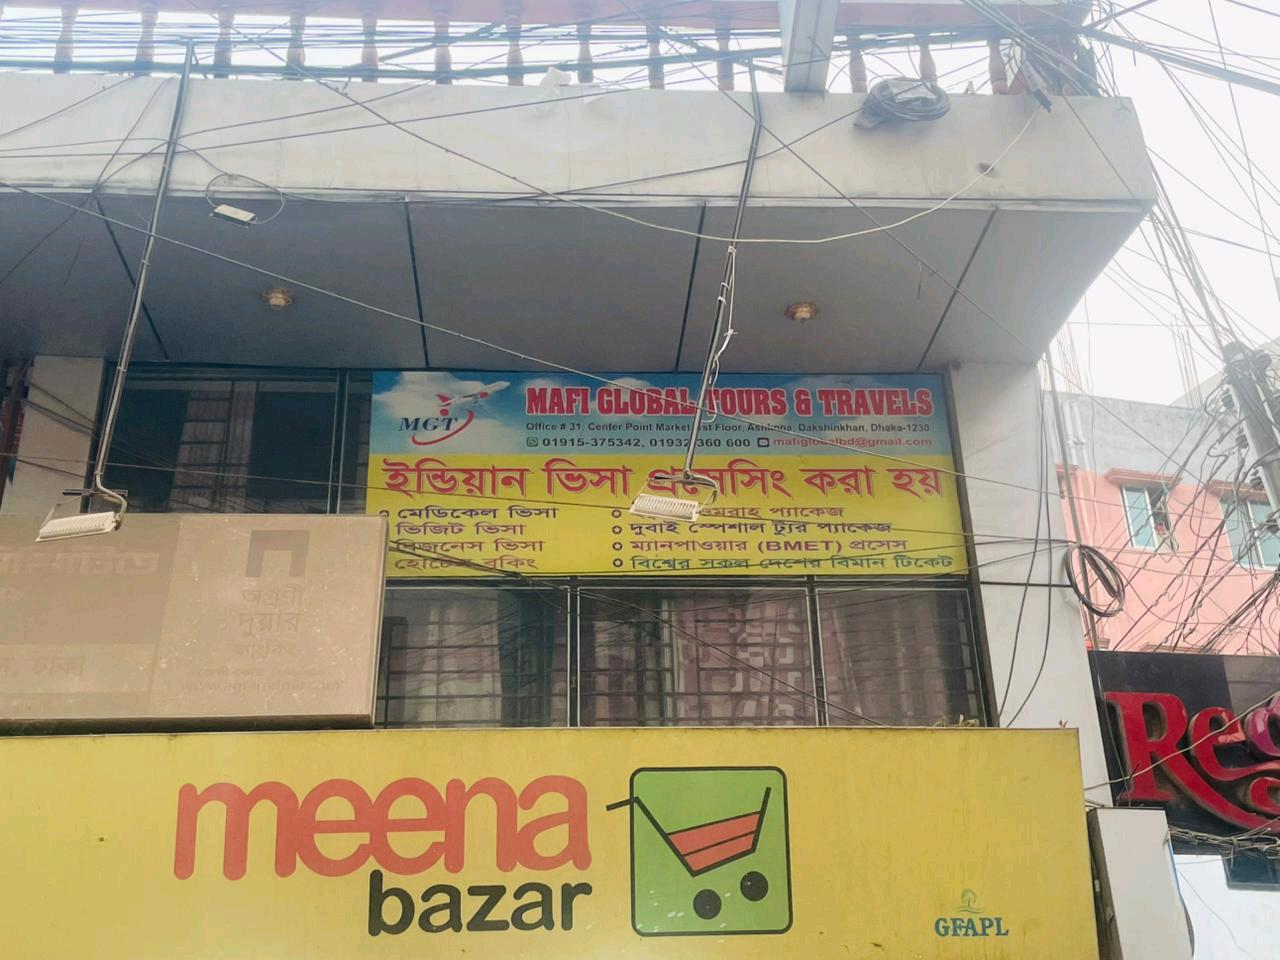 MGT
MAFI GLOBAL TOURS & TRAVELS
Office # 31, Center Point Market, 1st Floor, Ashkona, Dakshinkhan, Dhaka-1230
01915-375342, 01932 360 600 mafiglobalbd@gmail.com
ইন্ডিয়ান ভিসা প্রসেসিং করা হয়
মেডিকেল ভিসা
ভিজিট ভিসা
বিজনেস ভিসা
হোটেল বুকিং
ওমরাহ প্যাকেজ
দুবাই স্পেশাল ট্যুর প্যাকেজ
ম্যানপাওয়ার (BMET) প্রসেস
বিশ্বের সকল দেশের বিমান টিকেট
অগ্রণী
দুয়ার
ব্যাংকিং
meena
bazar
GFAPL